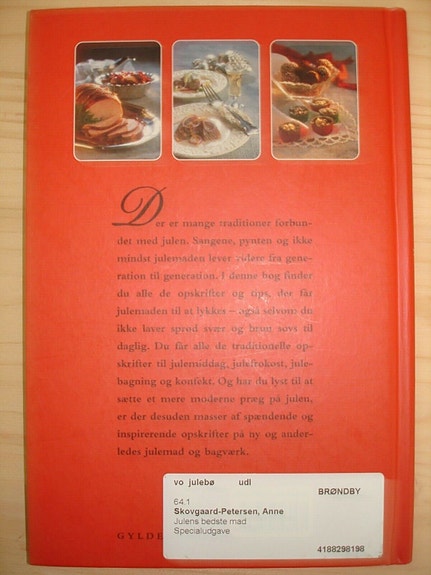 Der er mange traditioner forbun-
det med julen. Sangene, pynten og ikke
mindst julemaden lever videre fra gene-
ration til generation. I denne bog finder
du alle de opskrifter og tips, der får
julemaden til at lykkes – også selvom du
ikke laver sprød svær og brun sovs til
daglig. Du får alle de traditionelle op-
skrifter til julemiddag, julefrokost, jule-
bagning og konfekt. Og har du lyst til at
sætte et mere moderne præg på julen,
er der desuden masser af spændende og
inspirerende opskrifter på ny og ander-
ledes julemad og bagværk.
vo julebø udl
BRØNDBY
64.1
Skovgaard-Petersen, Anne
Julens bedste mad
Specialudgave
4188298198
GYLDE